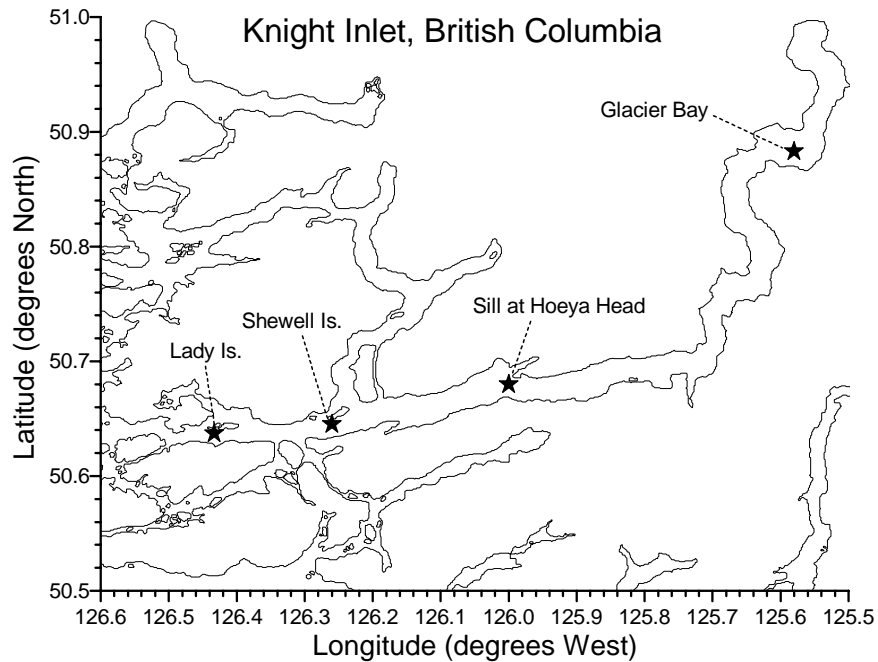 Knight Inlet, British Columbia
51.0
50.9
50.8
50.7
50.6
50.5
Latitude (degrees North)
Glacier Bay
Sill at Hoeya Head
Shewell Is.
Lady Is.
126.6 126.5 126.4 126.3 126.2 126.1 126.0 125.9 125.8 125.7 125.6 125.5
Longitude (degrees West)